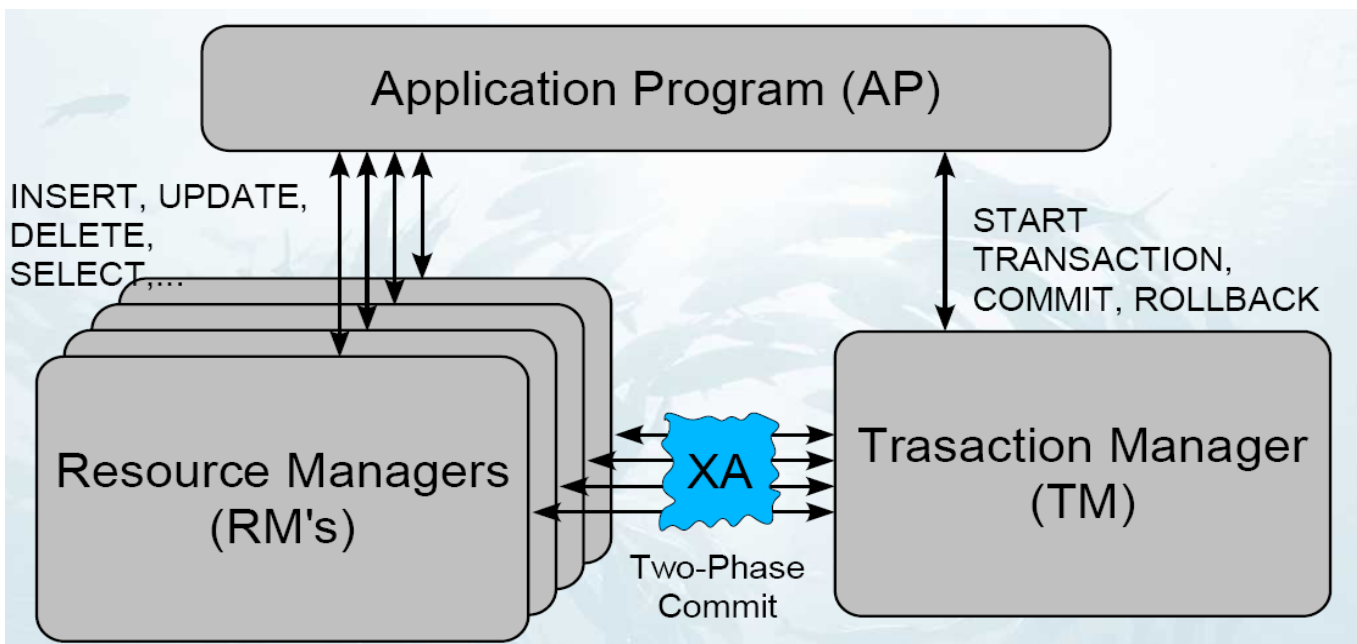 Application Program (AP)
INSERT, UPDATE,
DELETE,
SELECT,...
START
TRANSACTION,
COMMIT, ROLLBACK
Resource Managers
(RM's)
XA
Two-Phase
Commit
Trasaction Manager
(TM)